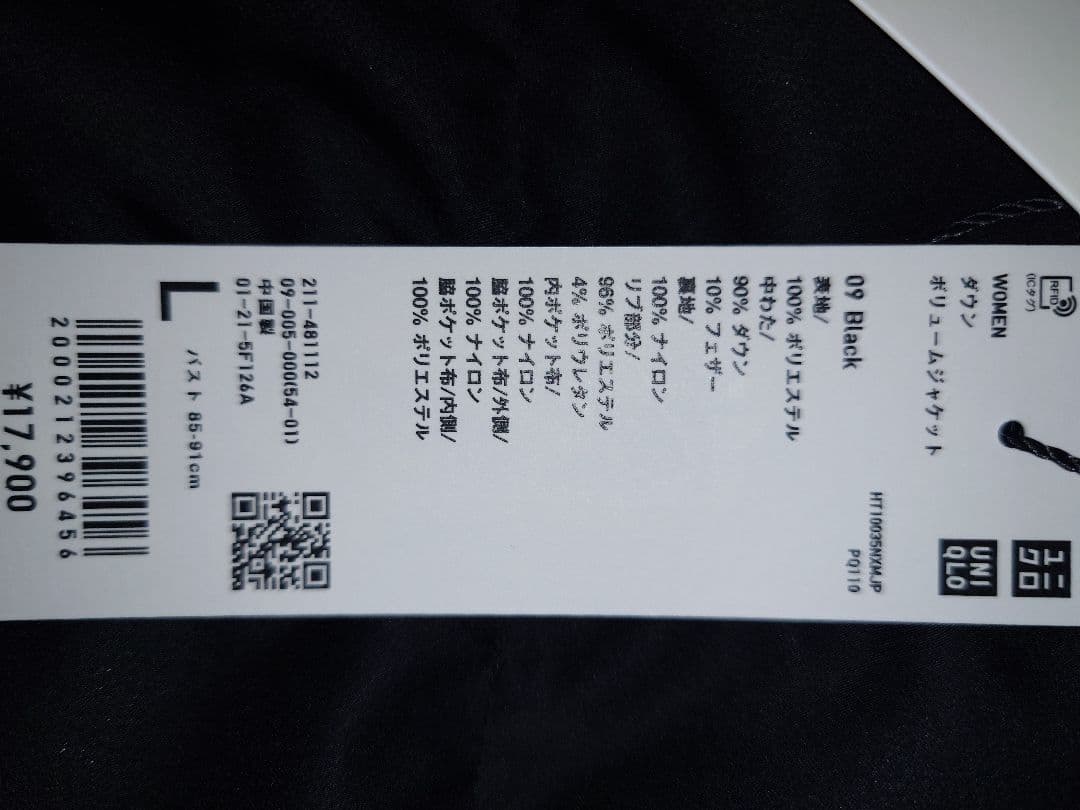 RFID
(ICタグ)
ユニ
クロ
UNI
QLO
WOMEN
ダウン
ボリュームジャケット
HT10035NXMJP
PQ110
09 Black
表地/
100% ポリエステル
中わた/
90% ダウン
10% フェザー
裏地/
100% ナイロン
リブ部分/
96% ポリエステル
4% ポリウレタン
内ポケット布/
100% ナイロン
脇ポケット布/外側/
100% ナイロン
脇ポケット布/内側/
100% ポリエステル
211-481112
09-005-000(54-01)
中国製
01-21-5F126A
L
バスト 85-91cm
2000212396456
¥17,900